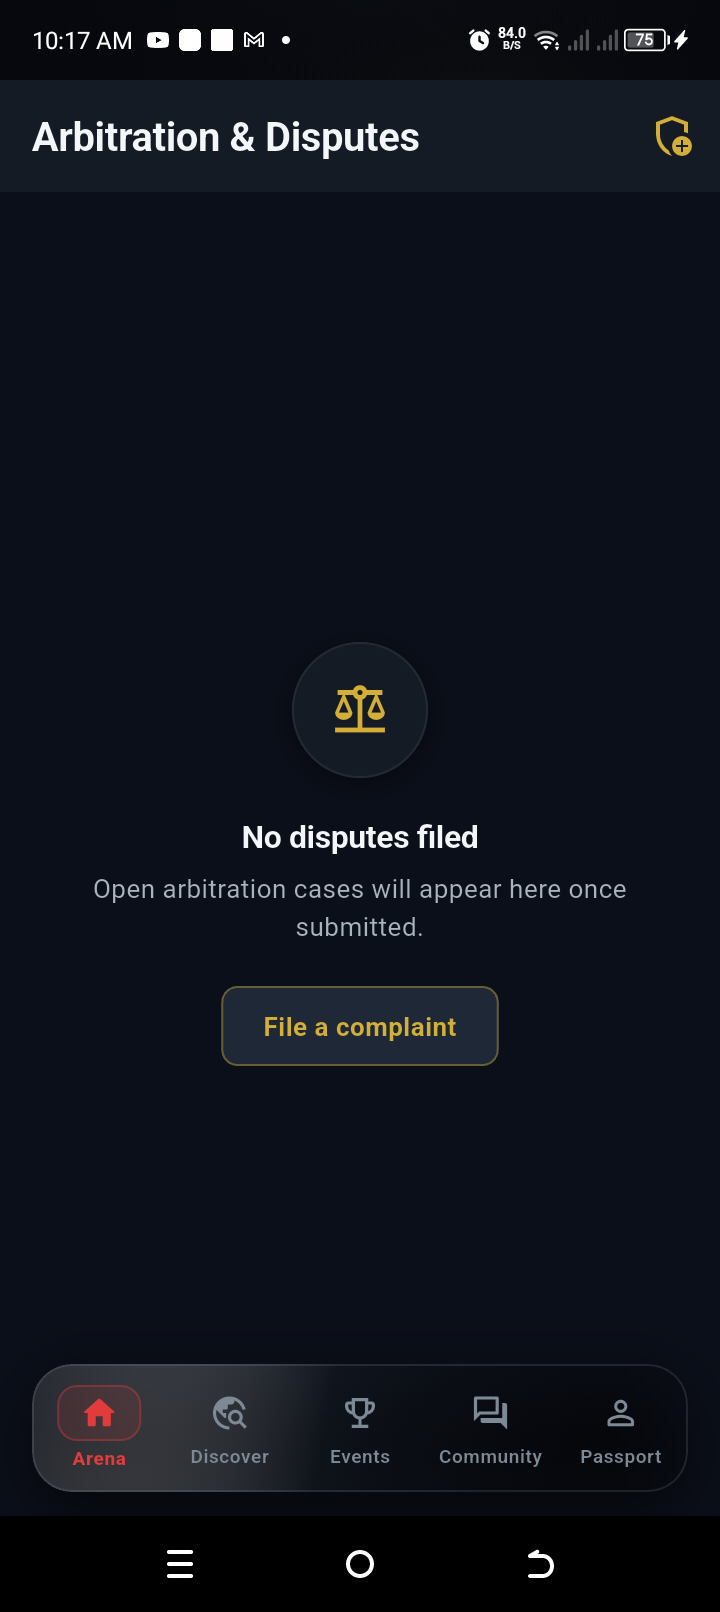 10:17 AM
84.0
B/S
75
Arbitration & Disputes
No disputes filed
Open arbitration cases will appear here once
submitted.
File a complaint
Arena
Discover
Events
Community
Passport